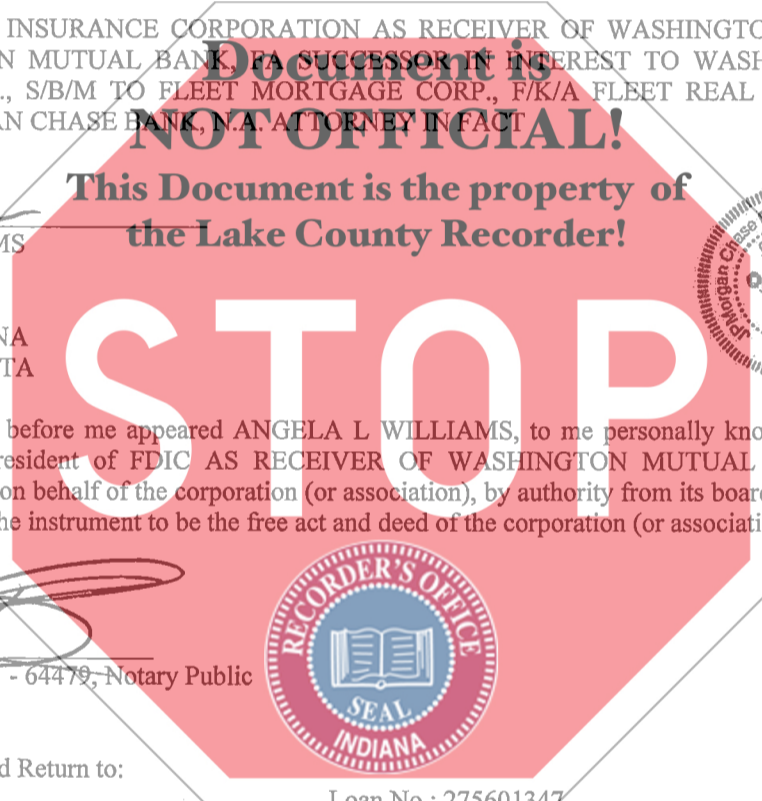 INSURANCE CORPORATION AS RECEIVER OF WASHINGTO
N MUTUAL BANK, FA SUCCESSOR IN INTEREST TO WASH
., S/B/M TO FLEET MORTGAGE CORP., F/K/A FLEET REAL
AN CHASE BANK, N.A. ATTORNEY IN FACT
Document is
NOT OFFICIAL!
This Document is the property of
the Lake County Recorder!
MS
JPMorgan Chase
NA
TA
STOP
before me appeared ANGELA L WILLIAMS, to me personally kno
resident of FDIC AS RECEIVER OF WASHINGTON MUTUAL
on behalf of the corporation (or association), by authority from its boar
he instrument to be the free act and deed of the corporation (or associati
- 64479, Notary Public
RECORDER'S OFFICE
SEAL
INDIANA
d Return to:
Loan No.: 275601347